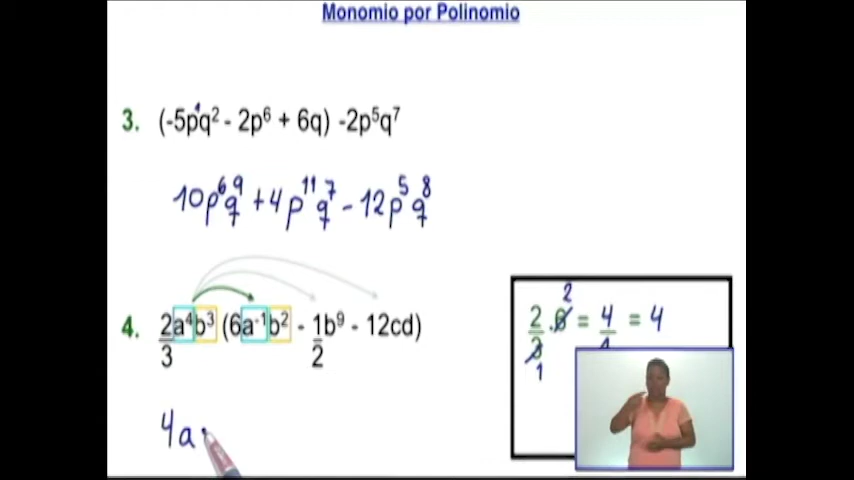 Monomio por Polinomio
3. (-5pq² - 2p⁶ + 6q) -2p⁵q⁷
10p⁶q⁹ + 4p¹¹q⁷ - 12p⁵q⁸
4. 2/3 a⁴b³ (6a⁻¹b² - 1/2 b⁹ - 12cd)
2/3 . 6 = 4 = 4
2
1
4a